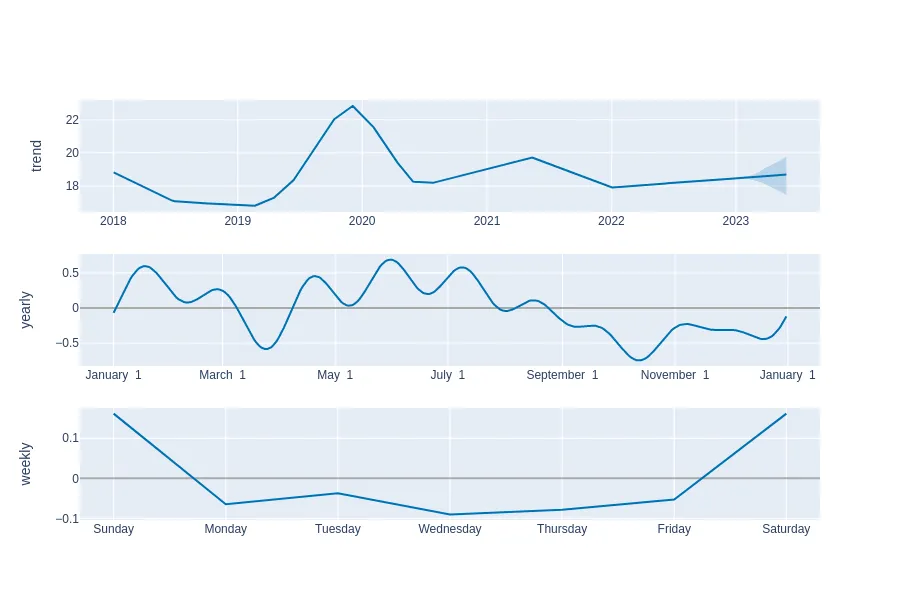 trend
22
20
18
2018 2019 2020 2021 2022 2023
yearly
0.5
0
−0.5
January 1 March 1 May 1 July 1 September 1 November 1 January 1
weekly
0.1
0
−0.1
Sunday Monday Tuesday Wednesday Thursday Friday Saturday